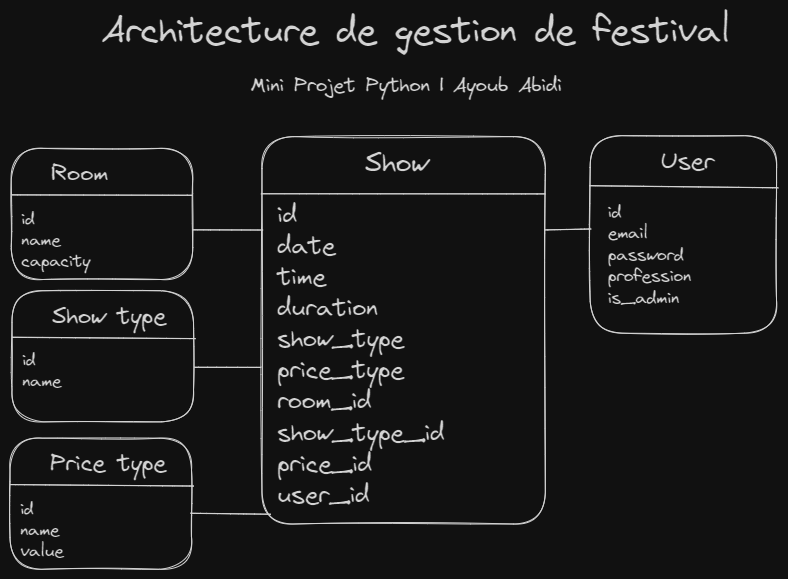 Architecture de gestion de festival
Mini Projet Python | Ayoub Abidi
Room
id
name
capacity
Show type
id
name
Price type
id
name
value
Show
id
date
time
duration
show_type
price_type
room_id
show_type_id
price_id
user_id
User
id
email
password
profession
is_admin